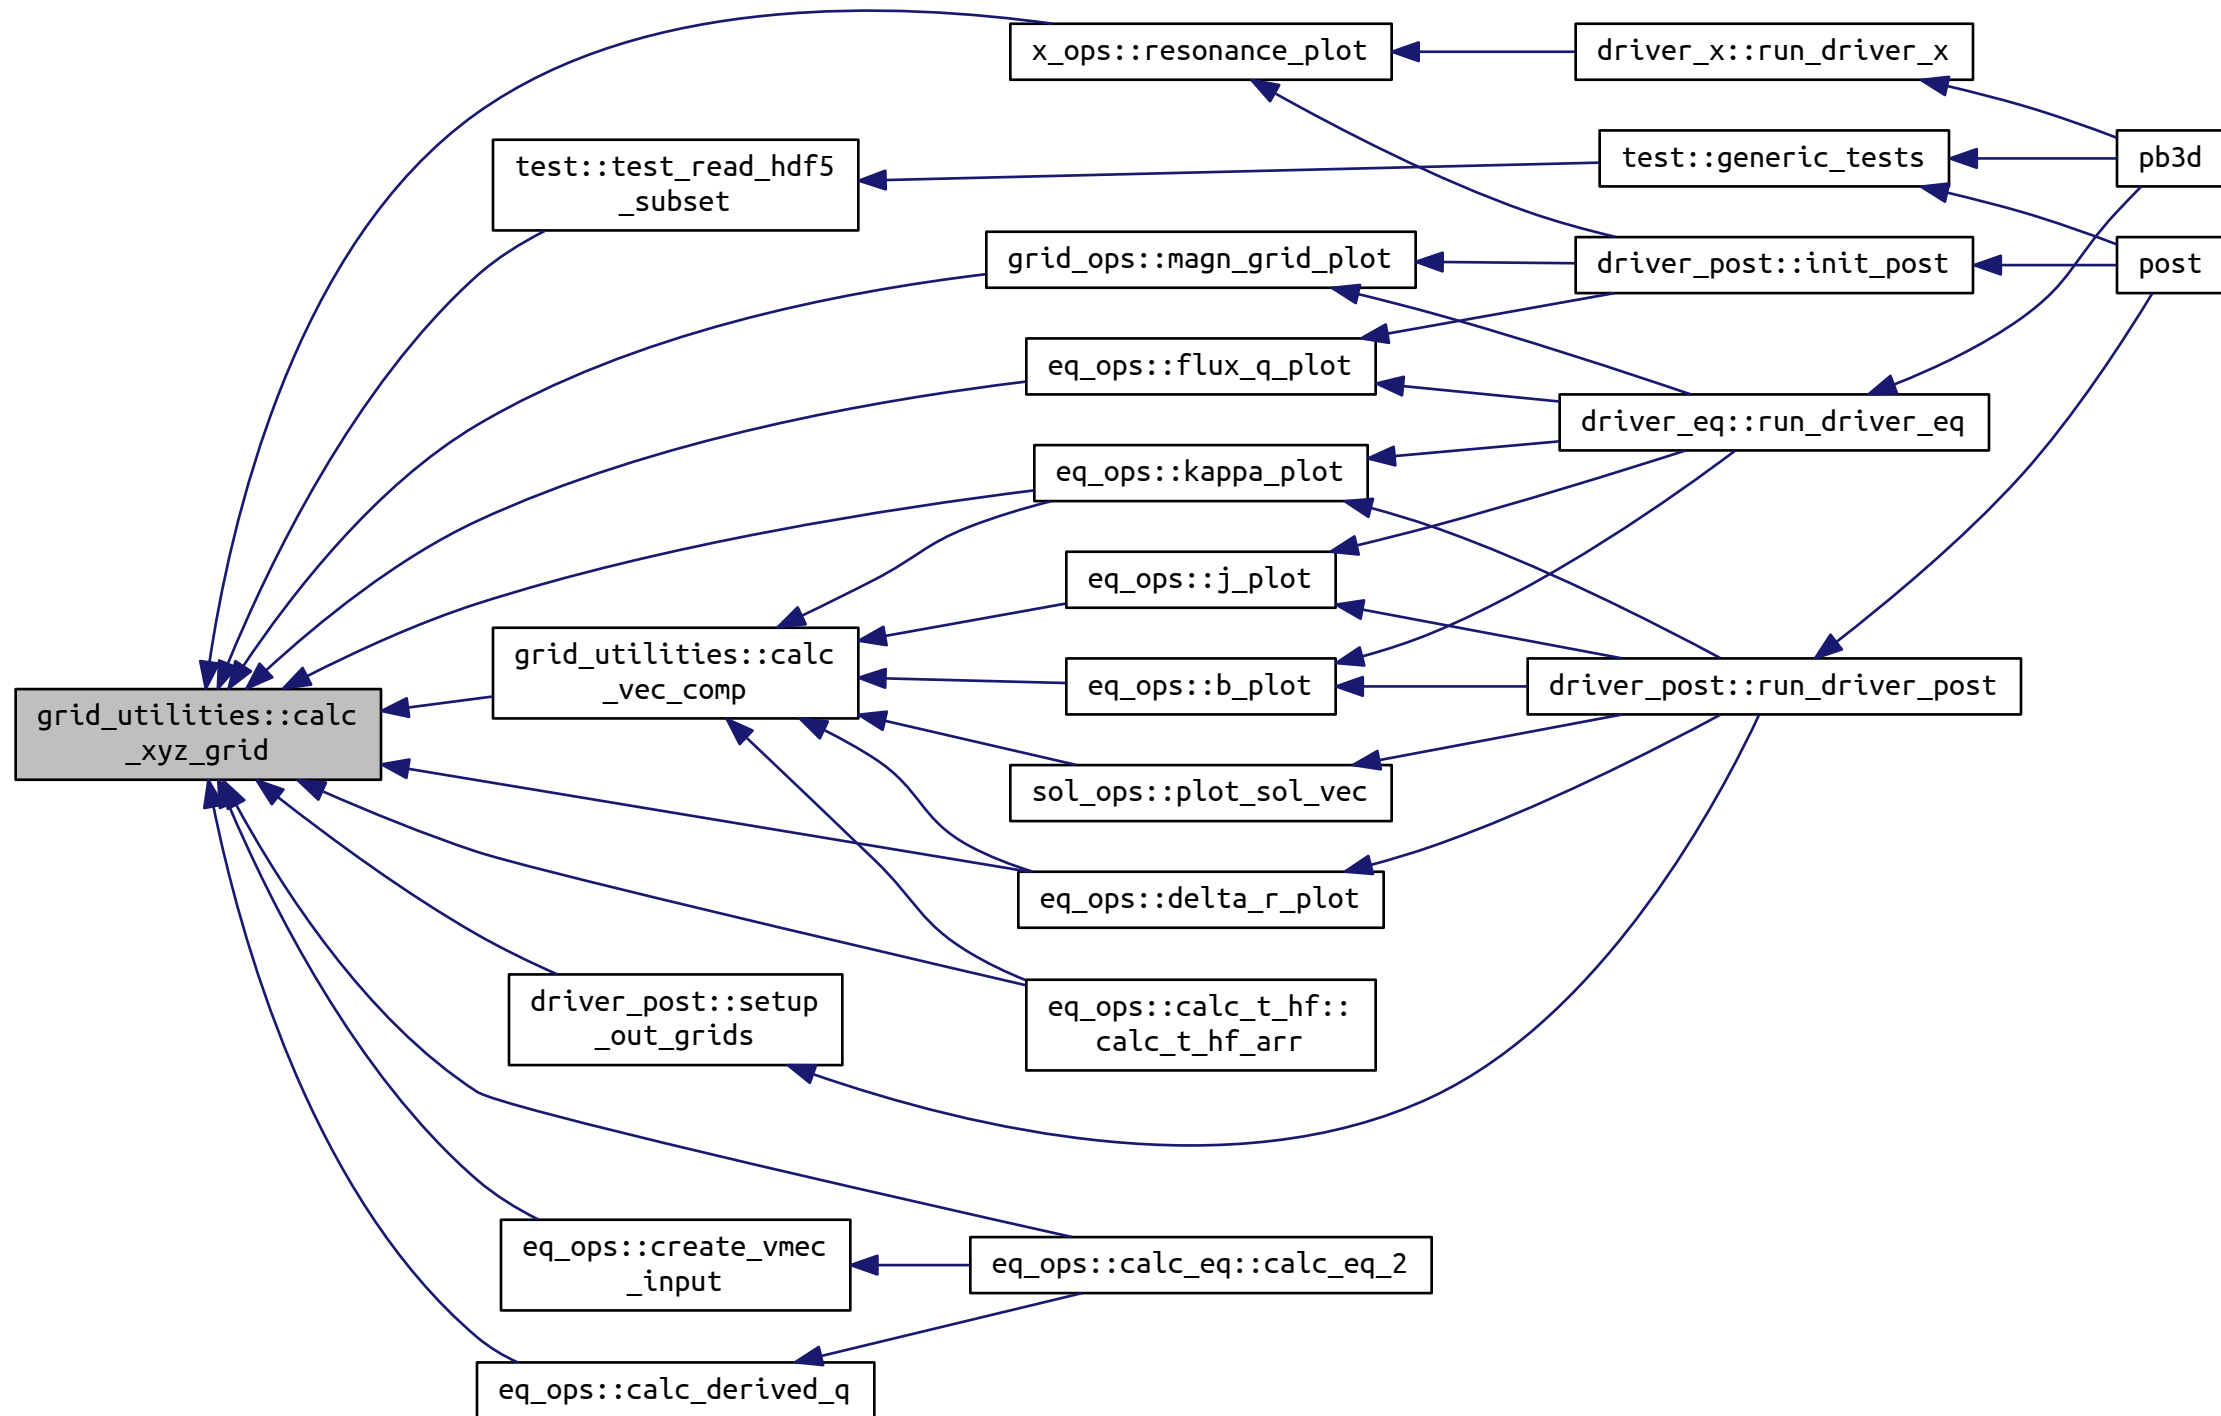 x_ops::resonance_plot
driver_x::run_driver_x
test::test_read_hdf5
_subset
test::generic_tests
pb3d
grid_ops::magn_grid_plot
driver_post::init_post
post
eq_ops::flux_q_plot
driver_eq::run_driver_eq
eq_ops::kappa_plot
eq_ops::j_plot
grid_utilities::calc
_vec_comp
eq_ops::b_plot
driver_post::run_driver_post
grid_utilities::calc
_xyz_grid
sol_ops::plot_sol_vec
eq_ops::delta_r_plot
driver_post::setup
_out_grids
eq_ops::calc_t_hf::
calc_t_hf_arr
eq_ops::create_vmec
_input
eq_ops::calc_eq::calc_eq_2
eq_ops::calc_derived_q